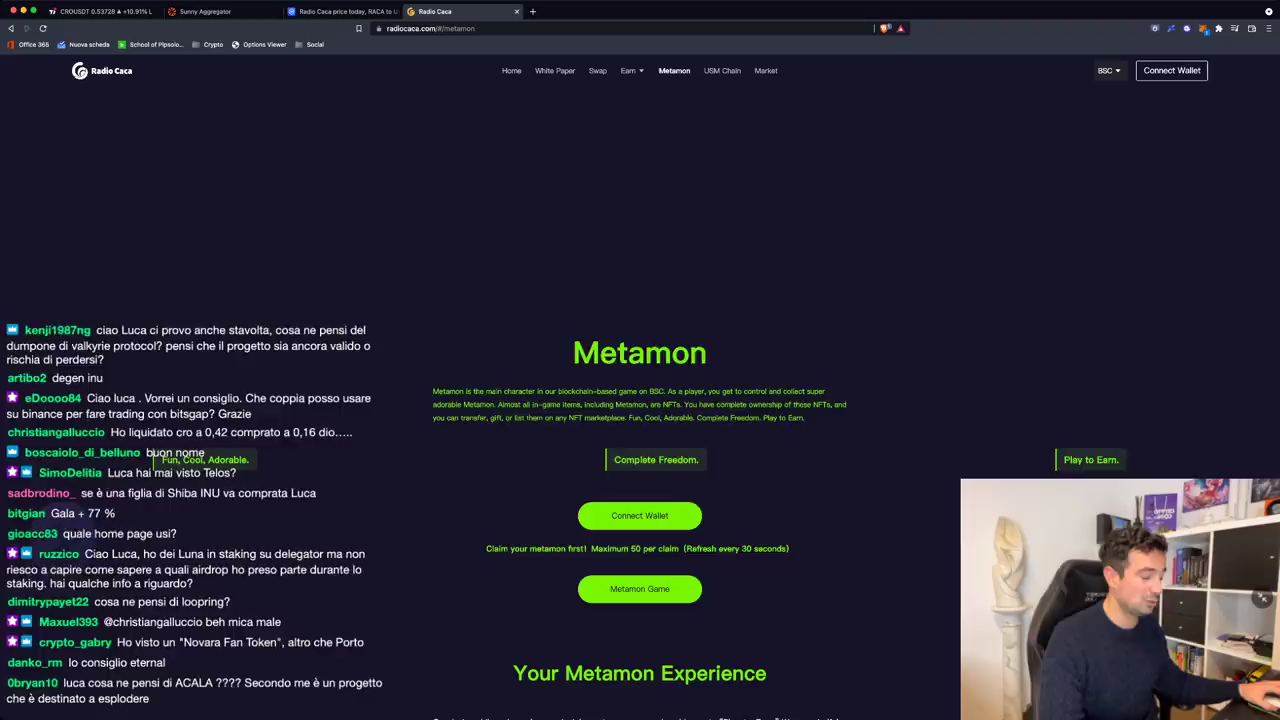 CROUSDT 0.53728 ▲ +10.91% L
Sunny Aggregator
Radio Caca price today, RACA to U
Radio Caca
radiocaca.com/#/metamon
Office 365
Nuova scheda
School of Pipsolo...
Crypto
Options Viewer
Social
Radio Caca
Home
White Paper
Swap
Earn
Metamon
USM Chain
Market
BSC
Connect Wallet
Metamon
Metamon is the main character in our blockchain-based game on BSC. As a player, you get to control and collect super
adorable Metamon. Almost all in-game items, including Metamon, are NFTs. You have complete ownership of these NFTs, and
you can transfer, gift, or list them on any NFT marketplace. Fun, Cool, Adorable. Complete Freedom. Play to Earn.
Fun, Cool, Adorable.
Complete Freedom.
Play to Earn.
Connect Wallet
Claim your metamon first! Maximum 50 per claim (Refresh every 30 seconds)
Metamon Game
Your Metamon Experience
kenji1987ng ciao Luca ci provo anche stavolta, cosa ne pensi del
dumpone di valkyrie protocol? pensi che il progetto sia ancora valido o
rischia di perdersi?
artibo2 degen inu
eDoooo84 Ciao luca . Vorrei un consiglio. Che coppia posso usare
su binance per fare trading con bitsgap? Grazie
christiangalluccio Ho liquidato cro a 0,42 comprato a 0,16 dio…..
boscaiolo_di_belluno buon nome
SimoDelitia Luca hai mai visto Telos?
sadbrodino_ se è una figlia di Shiba INU va comprata Luca
bitgian Gala + 77 %
gioacc83 quale home page usi?
ruzzico Ciao Luca, ho dei Luna in staking su delegator ma non
riesco a capire come sapere a quali airdrop ho preso parte durante lo
staking. hai qualche info a riguardo?
dimitrypayet22 cosa ne pensi di loopring?
Maxuel393 @christiangalluccio beh mica male
crypto_gabry Ho visto un "Novara Fan Token", altro che Porto
danko_rm lo consiglio eternal
0bryan10 luca cosa ne pensi di ACALA ???? Secondo me è un progetto
che è destinato a esplodere